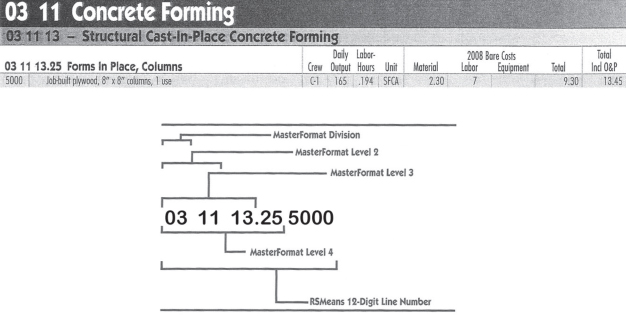 03 11 Concrete Forming
03 11 13 – Structural Cast-In-Place Concrete Forming
Daily Labor- 2008 Bare Costs Total
03 11 13.25 Forms In Place, Columns Crew Output Hours Unit Material Labor Equipment Total Incl O&P
5000 Job-built plywood, 8" x 8" columns, 1 use C-1 165 .194 SFCA 2.30 7 9.30 13.45
MasterFormat Division
MasterFormat Level 2
MasterFormat Level 3
03 11 13.25 5000
MasterFormat Level 4
RSMeans 12-Digit Line Number